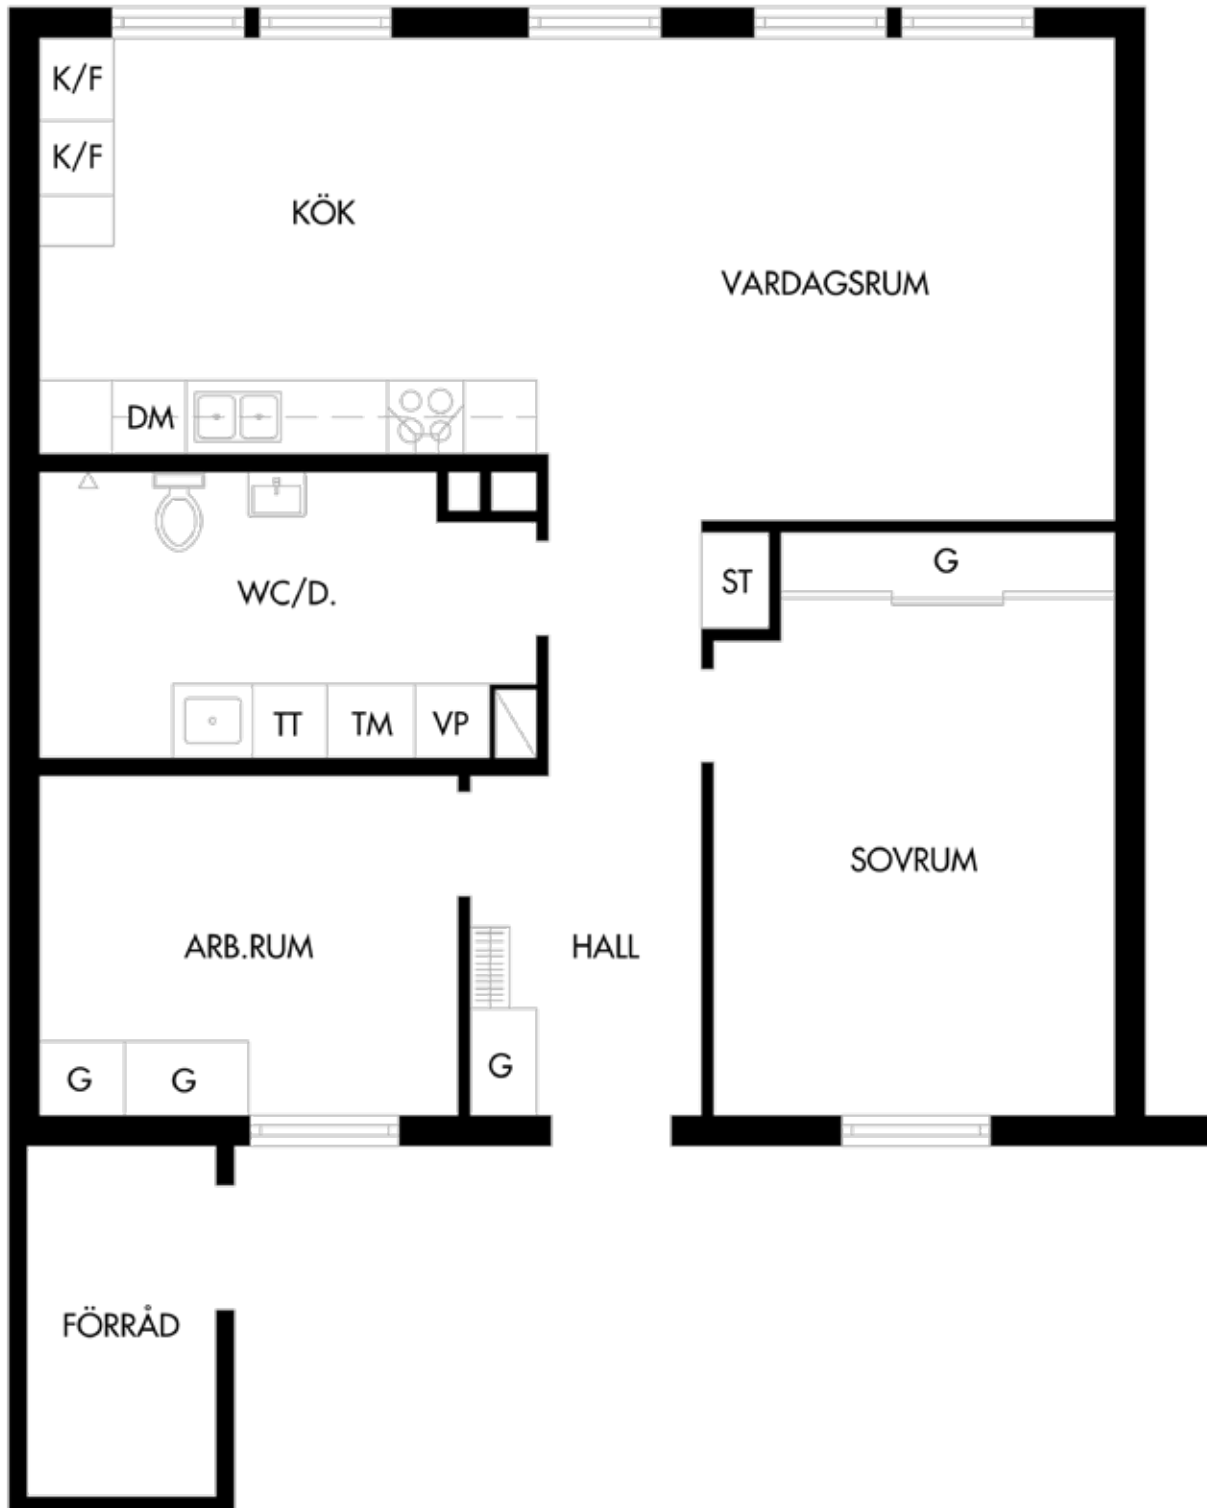 K/F
K/F
KÖK
VARDAGSRUM
DM
WC/D.
ST
G
TT
TM
VP
SOVRUM
ARB.RUM
HALL
G
G
G
FÖRRÅD